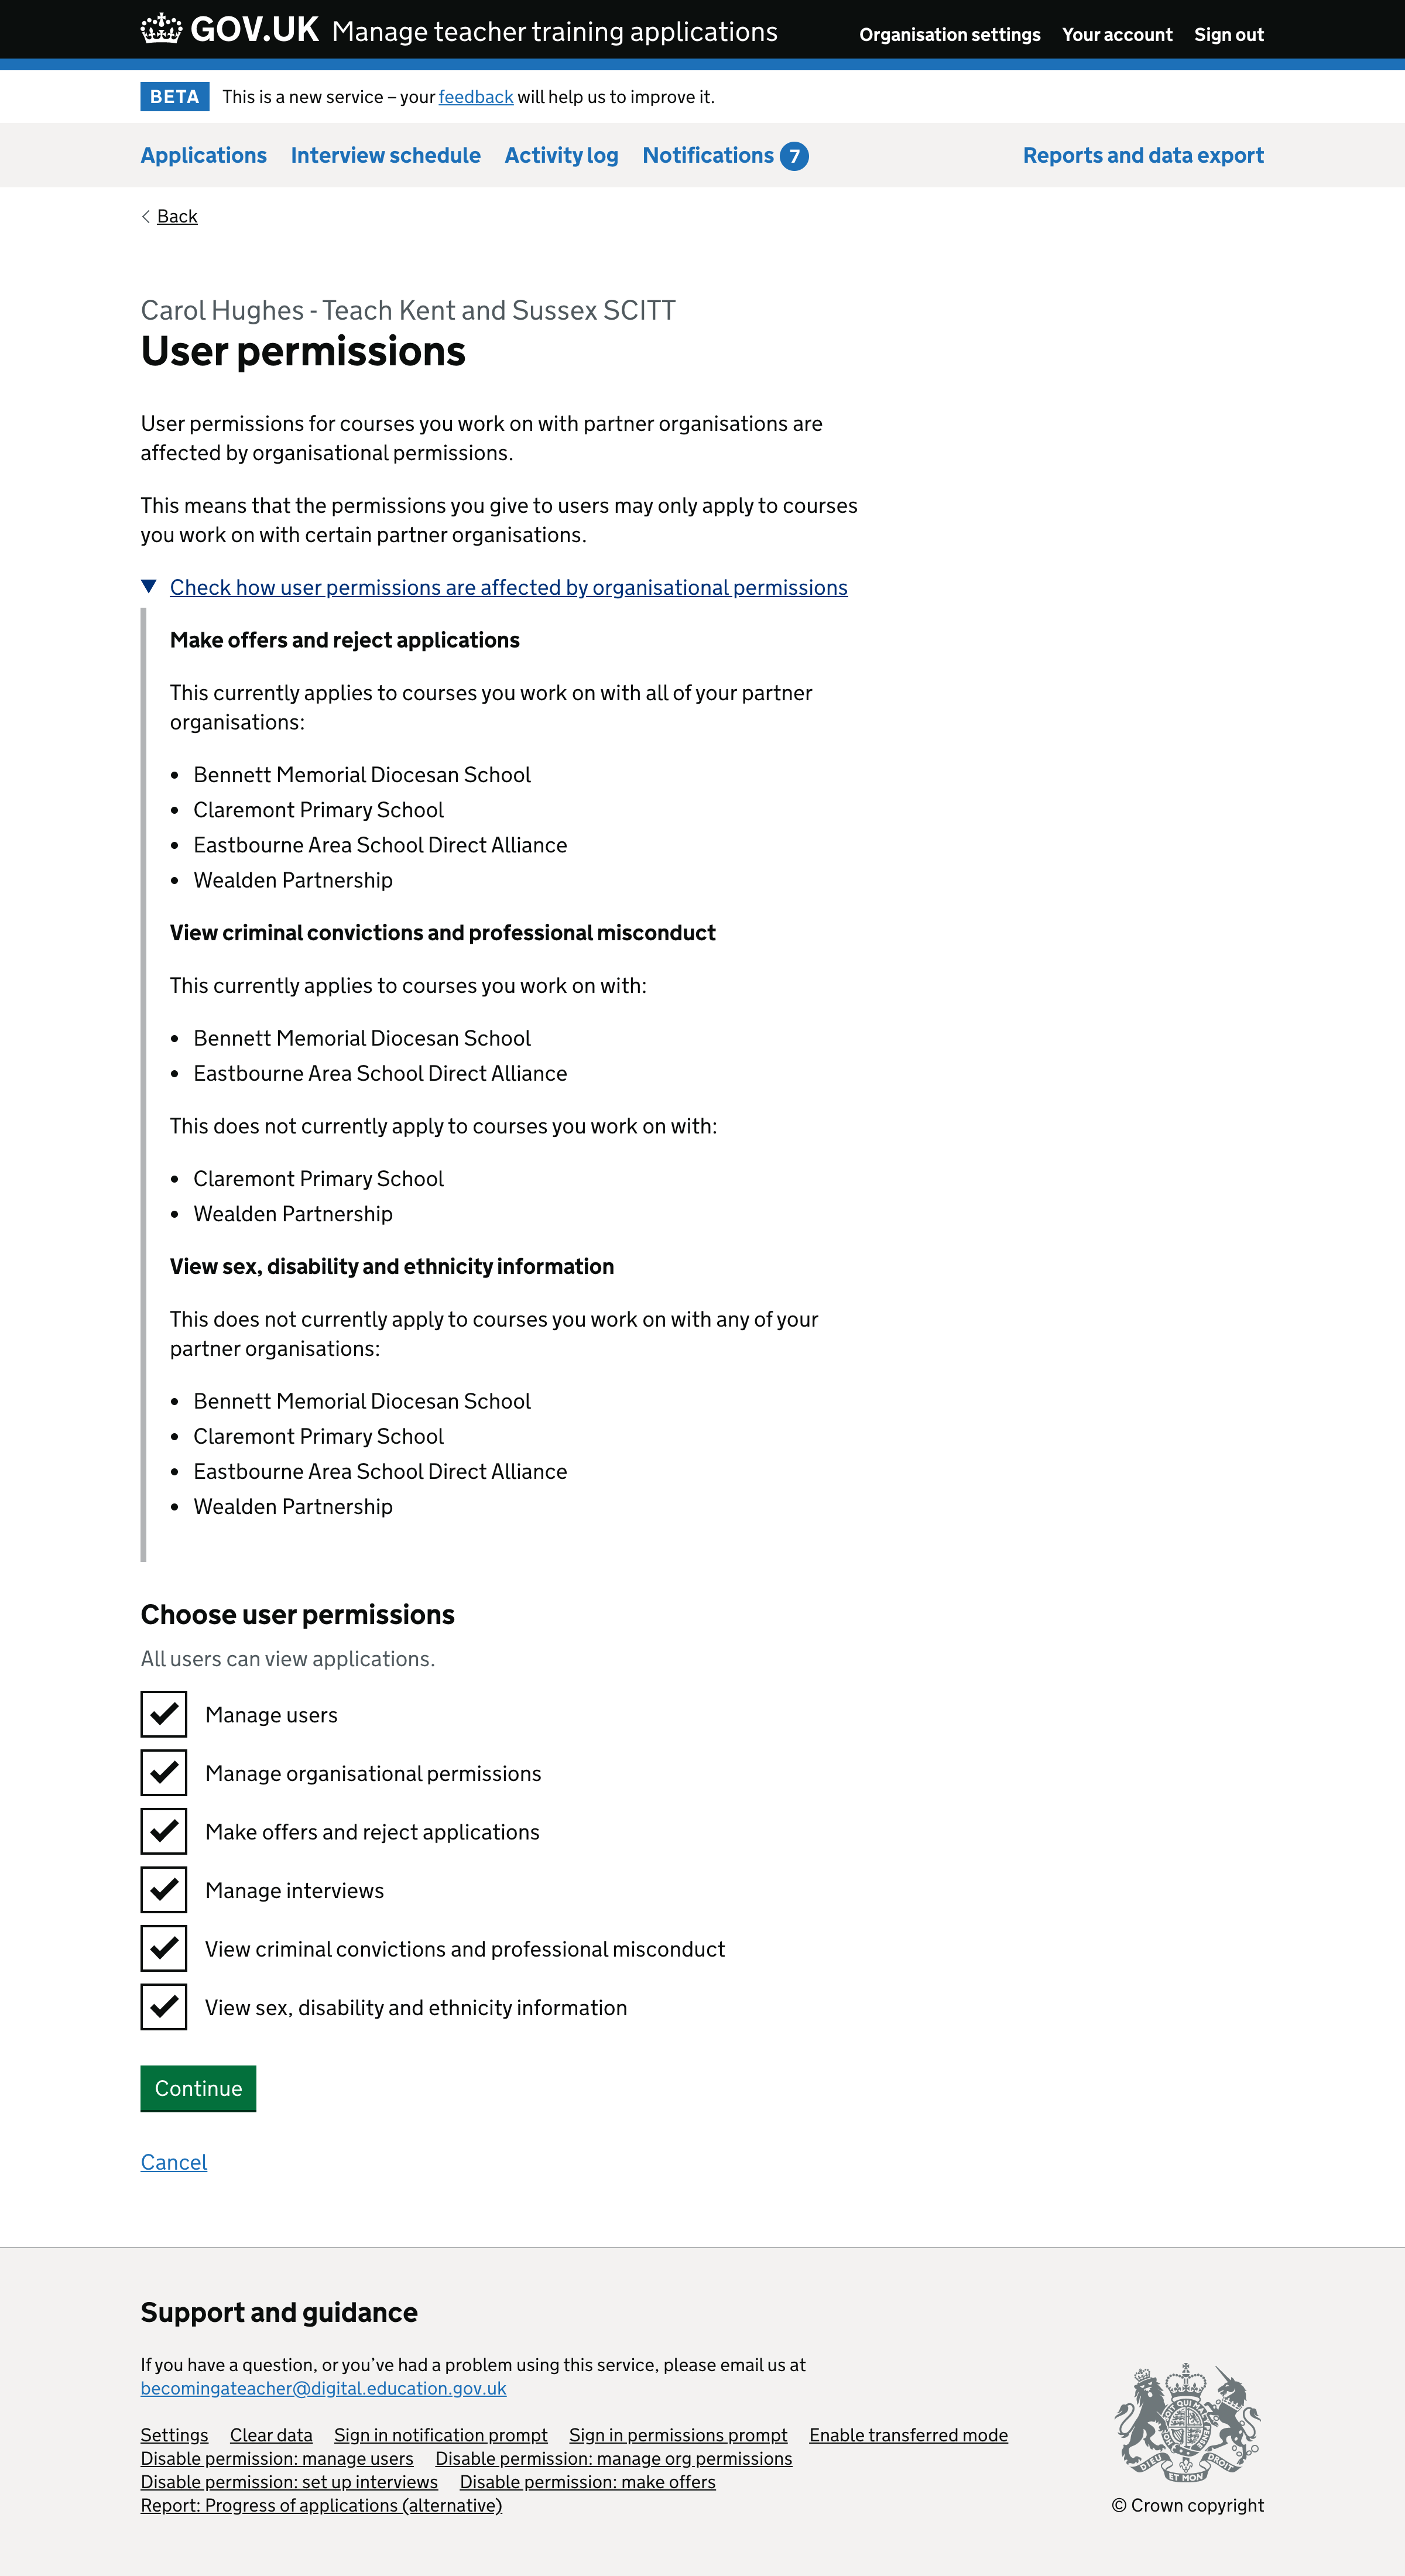 GOV.UK Manage teacher training applications Organisation settings Your account Sign out
BETA This is a new service – your feedback will help us to improve it.
Applications Interview schedule Activity log Notifications 7 Reports and data export
Back
Carol Hughes - Teach Kent and Sussex SCITT
User permissions
User permissions for courses you work on with partner organisations are
affected by organisational permissions.
This means that the permissions you give to users may only apply to courses
you work on with certain partner organisations.
Check how user permissions are affected by organisational permissions
Make offers and reject applications
This currently applies to courses you work on with all of your partner
organisations:
• Bennett Memorial Diocesan School
• Claremont Primary School
• Eastbourne Area School Direct Alliance
• Wealden Partnership
View criminal convictions and professional misconduct
This currently applies to courses you work on with:
• Bennett Memorial Diocesan School
• Eastbourne Area School Direct Alliance
This does not currently apply to courses you work on with:
• Claremont Primary School
• Wealden Partnership
View sex, disability and ethnicity information
This does not currently apply to courses you work on with any of your
partner organisations:
• Bennett Memorial Diocesan School
• Claremont Primary School
• Eastbourne Area School Direct Alliance
• Wealden Partnership
Choose user permissions
All users can view applications.
Manage users
Manage organisational permissions
Make offers and reject applications
Manage interviews
View criminal convictions and professional misconduct
View sex, disability and ethnicity information
Continue
Cancel
Support and guidance
If you have a question, or you’ve had a problem using this service, please email us at
becomingateacher@digital.education.gov.uk
Settings Clear data Sign in notification prompt Sign in permissions prompt Enable transferred mode
Disable permission: manage users Disable permission: manage org permissions
Disable permission: set up interviews Disable permission: make offers
Report: Progress of applications (alternative)
DIEU ET MON DROIT
© Crown copyright